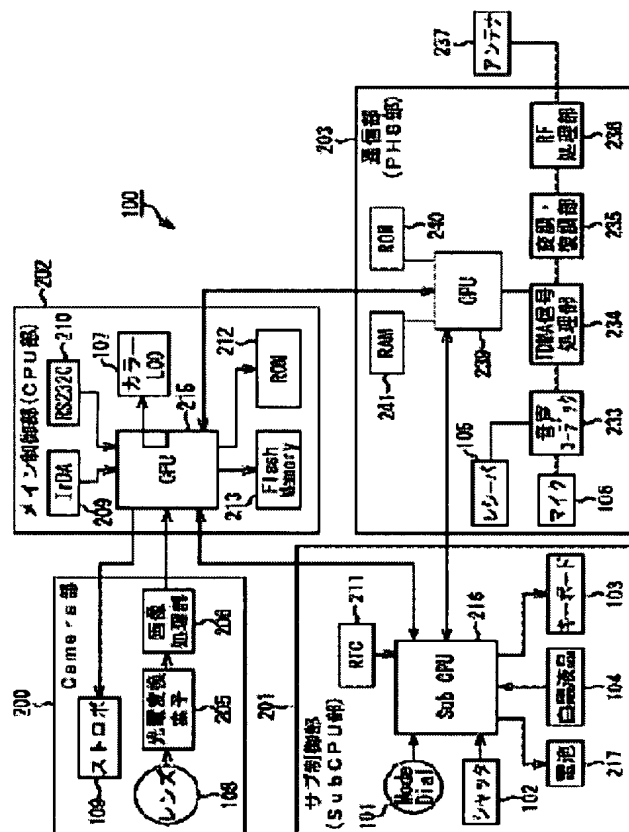 100
200
Camera部
109
ストロボ
レンズ
108
光電変換
素子
205
画像
処理部
206
202
メイン制御部(CPU部)
IrDA
209
RS232C
210
107
カラー
LCD
CPU
215
212
ROM
213
Flash
Memory
201
サブ制御部
(SubCPU部)
101
Mode
Dial
シャッタ
102
RTC
211
Sub CPU
216
電池
217
白黒液晶
104
キーボード
103
203
通信部
(PHS部)
ROM
240
RAM
241
CPU
239
レシーバ
105
マイク
106
音声
コーデック
233
TDMA信号
処理部
234
変調・
復調部
235
RF
処理部
236
237
アンテナ